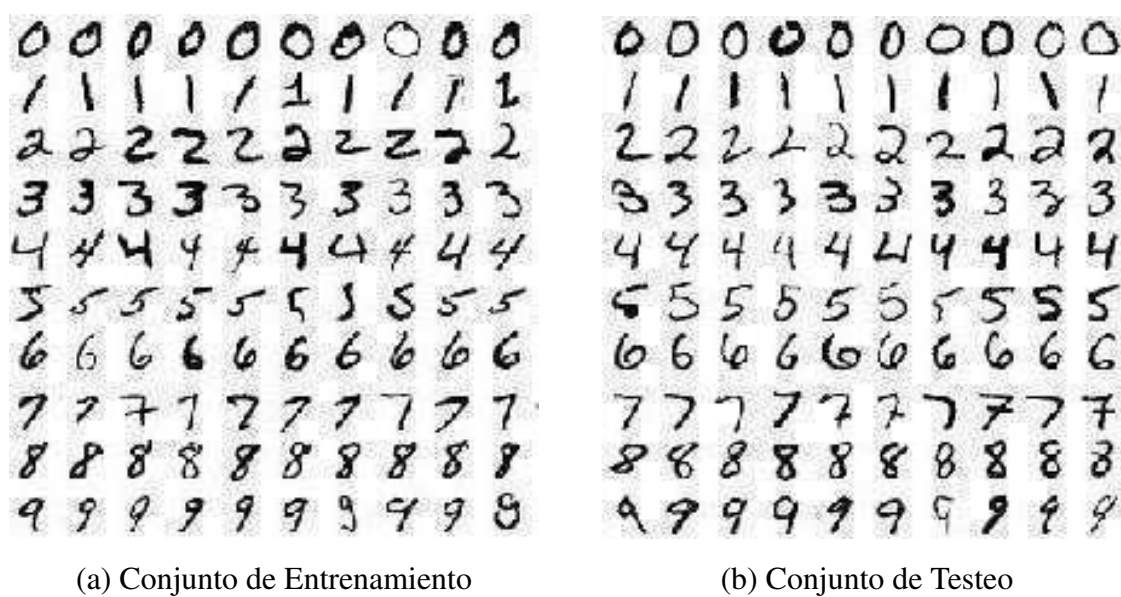 0 0 0 0 0 0 0 0 0 0 0 0 0 0 0 0 0 0 0 0
1 1 1 1 1 1 1 1 1 1 1 1 1 1 1 1 1 1 1 1
2 2 2 2 2 2 2 2 2 2 2 2 2 2 2 2 2 2 2 2
3 3 3 3 3 3 3 3 3 3 3 3 3 3 3 3 3 3 3 3
4 4 4 4 4 4 4 4 4 4 4 4 4 4 4 4 4 4 4 4
5 5 5 5 5 5 5 5 5 5 5 5 5 5 5 5 5 5 5 5
6 6 6 6 6 6 6 6 6 6 6 6 6 6 6 6 6 6 6 6
7 7 7 7 7 7 7 7 7 7 7 7 7 7 7 7 7 7 7 7
8 8 8 8 8 8 8 8 8 8 8 8 8 8 8 8 8 8 8 8
9 9 9 9 9 9 9 9 9 9 9 9 9 9 9 9 9 9 9 9
(a) Conjunto de Entrenamiento
(b) Conjunto de Testeo